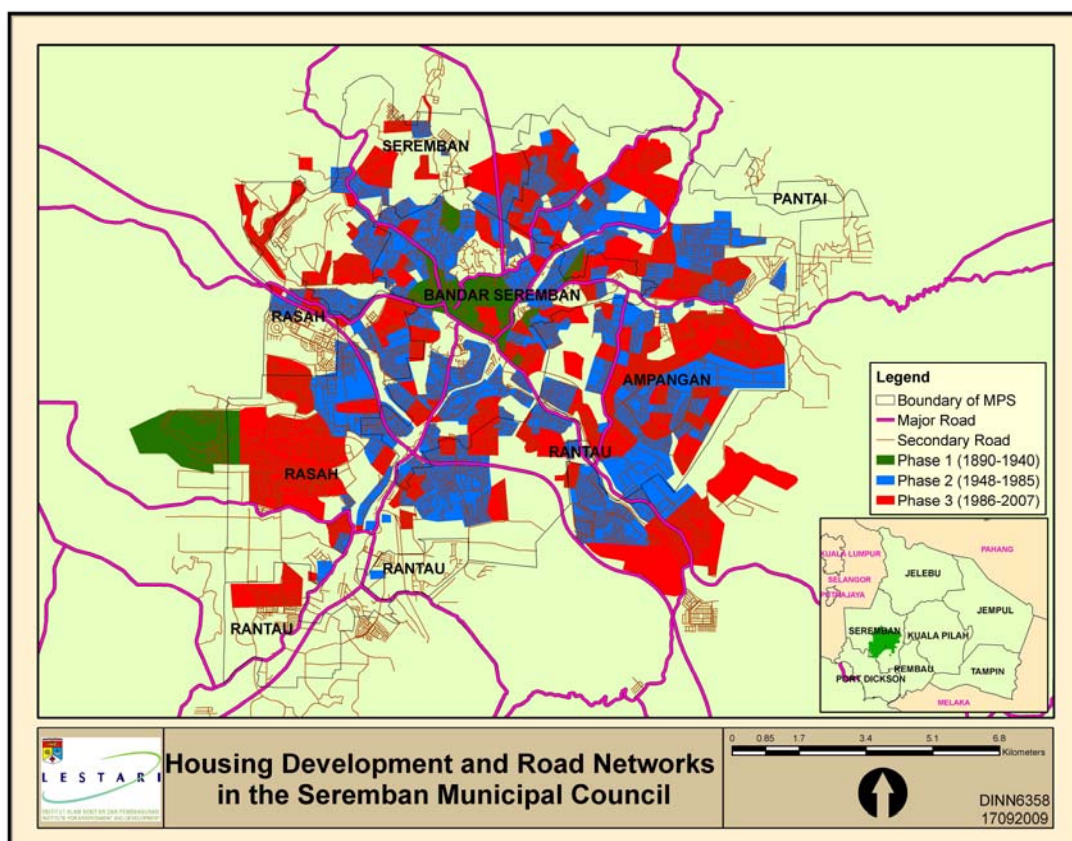 SEREMBAN
PANTAI
BANDAR SEREMBAN
RASAH
AMPANGAN
RANTAU
RASAH
RANTAU
RANTAU
Legend
Boundary of MPS
Major Road
Secondary Road
Phase 1 (1890-1940)
Phase 2 (1948-1985)
Phase 3 (1986-2007)
KUALA LUMPUR
PAHANG
SELANGOR
JELEBU
JEMPUL
SEREMBAN
KUALA PILAH
REMBAU
PORT DICKSON
TAMPIN
MELAKA
LESTARI
Housing Development and Road Networks
in the Seremban Municipal Council
0 0.85 1.7 3.4 5.1 6.8
Kilometers
DINN6358
17092009